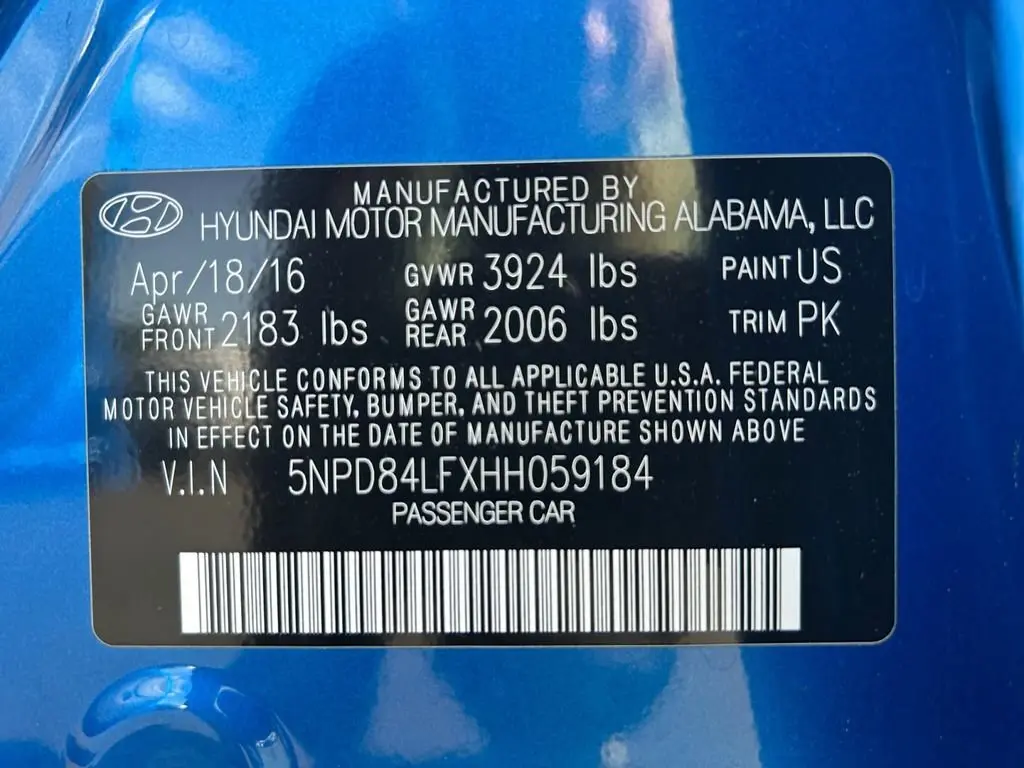 MANUFACTURED BY
HYUNDAI MOTOR MANUFACTURING ALABAMA, LLC
Apr/18/16 GVWR 3924 lbs PAINT US
GAWR FRONT 2183 lbs GAWR REAR 2006 lbs TRIM PK
THIS VEHICLE CONFORMS TO ALL APPLICABLE U.S.A. FEDERAL
MOTOR VEHICLE SAFETY, BUMPER, AND THEFT PREVENTION STANDARDS
IN EFFECT ON THE DATE OF MANUFACTURE SHOWN ABOVE
V.I.N 5NPD84LFXHH059184
PASSENGER CAR